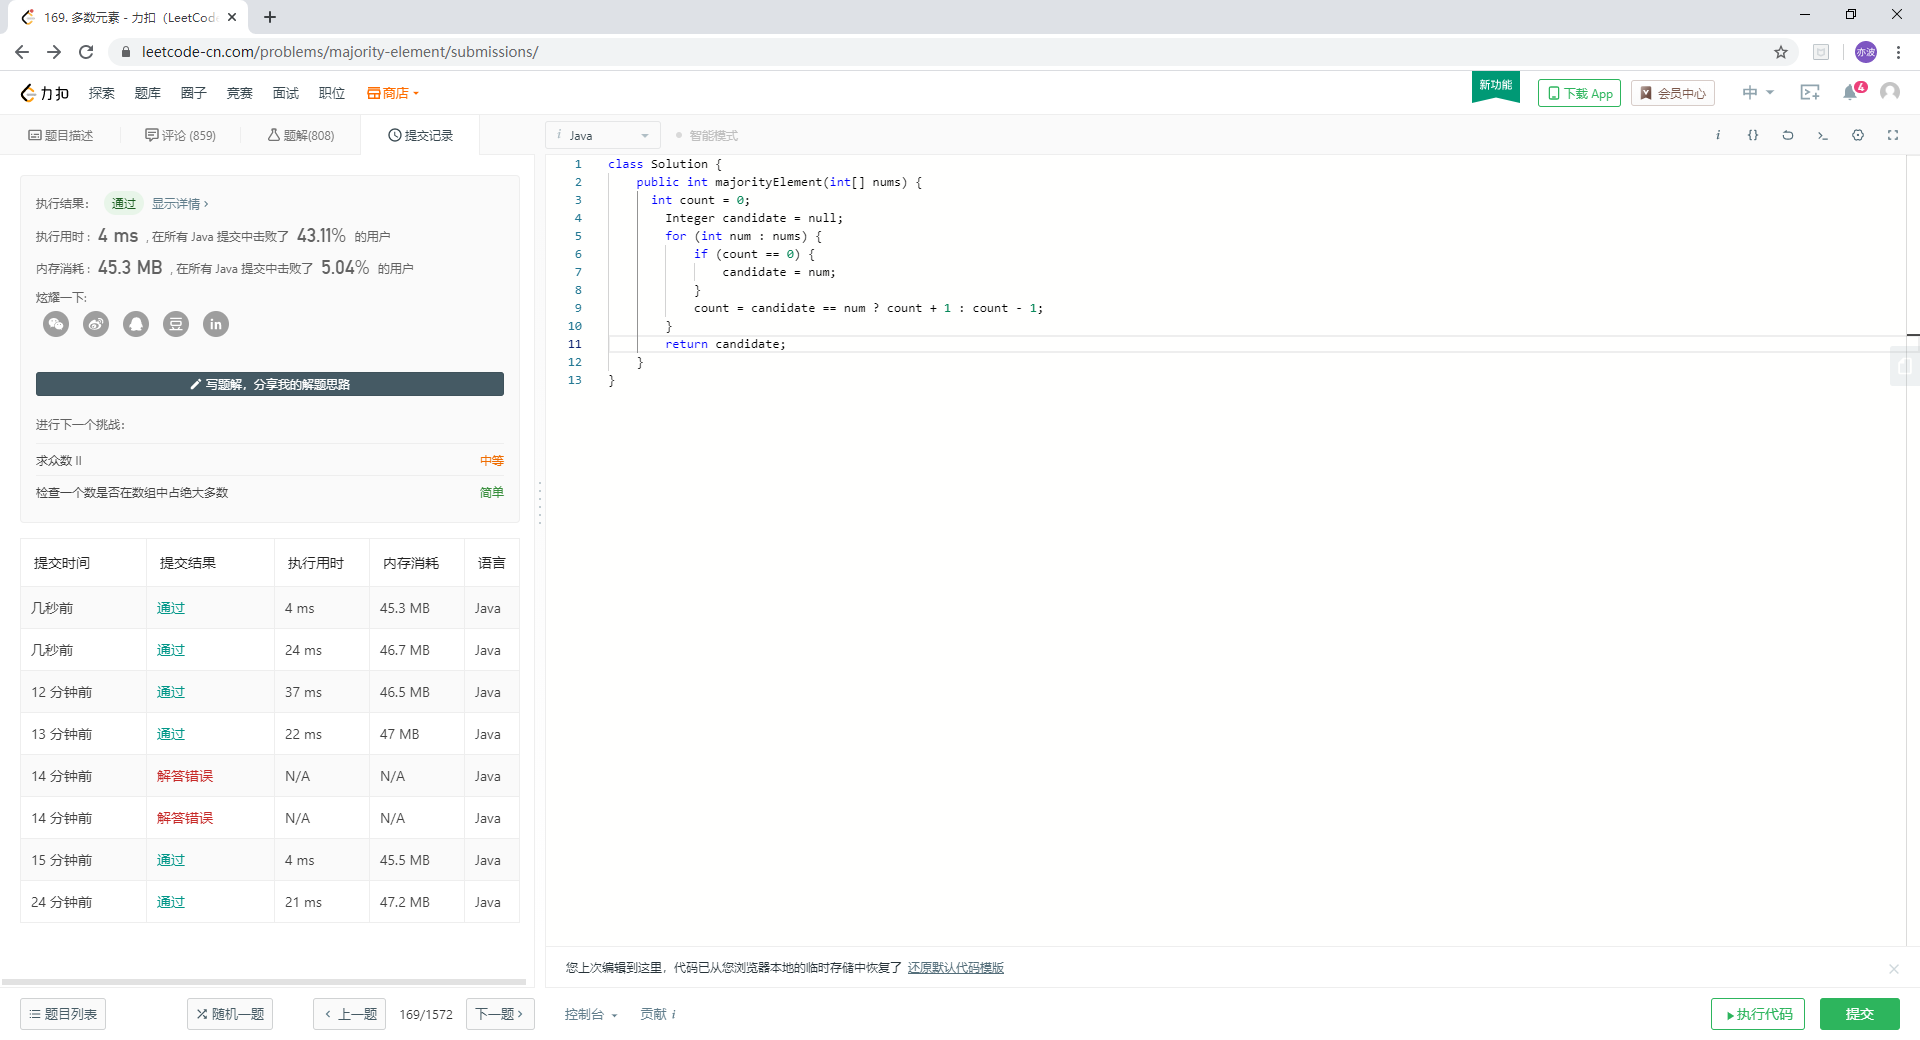 169. 多数元素 - 力扣（LeetCod
leetcode-cn.com/problems/majority-element/submissions/
亦波
力扣 探索 题库 圈子 竞赛 面试 职位 商店 新功能 下载 App 会员中心 中 4
题目描述 评论 (859) 题解(808) 提交记录
i Java 智能模式
执行结果： 通过 显示详情 ›
执行用时 : 4 ms , 在所有 Java 提交中击败了 43.11% 的用户
内存消耗 : 45.3 MB , 在所有 Java 提交中击败了 5.04% 的用户
炫耀一下:
豆 in
写题解，分享我的解题思路
进行下一个挑战：
求众数 II 中等
检查一个数是否在数组中占绝大多数 简单
提交时间 提交结果 执行用时 内存消耗 语言
几秒前 通过 4 ms 45.3 MB Java
几秒前 通过 24 ms 46.7 MB Java
12 分钟前 通过 37 ms 46.5 MB Java
13 分钟前 通过 22 ms 47 MB Java
14 分钟前 解答错误 N/A N/A Java
14 分钟前 解答错误 N/A N/A Java
15 分钟前 通过 4 ms 45.5 MB Java
24 分钟前 通过 21 ms 47.2 MB Java
1 class Solution {
2 public int majorityElement(int[] nums) {
3 int count = 0;
4 Integer candidate = null;
5 for (int num : nums) {
6 if (count == 0) {
7 candidate = num;
8 }
9 count = candidate == num ? count + 1 : count - 1;
10 }
11 return candidate;
12 }
13 }
您上次编辑到这里，代码已从您浏览器本地的临时存储中恢复了 还原默认代码模版
题目列表 随机一题 ‹ 上一题 169/1572 下一题 › 控制台 贡献 i 执行代码 提交